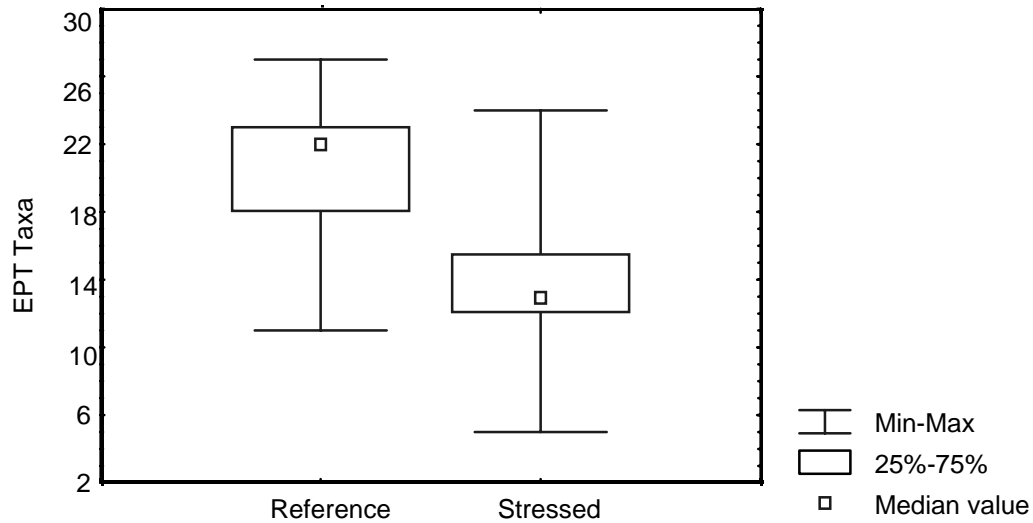 30
26
22
18
14
10
6
2
EPT Taxa
Reference
Stressed
Min-Max
25%-75%
Median value